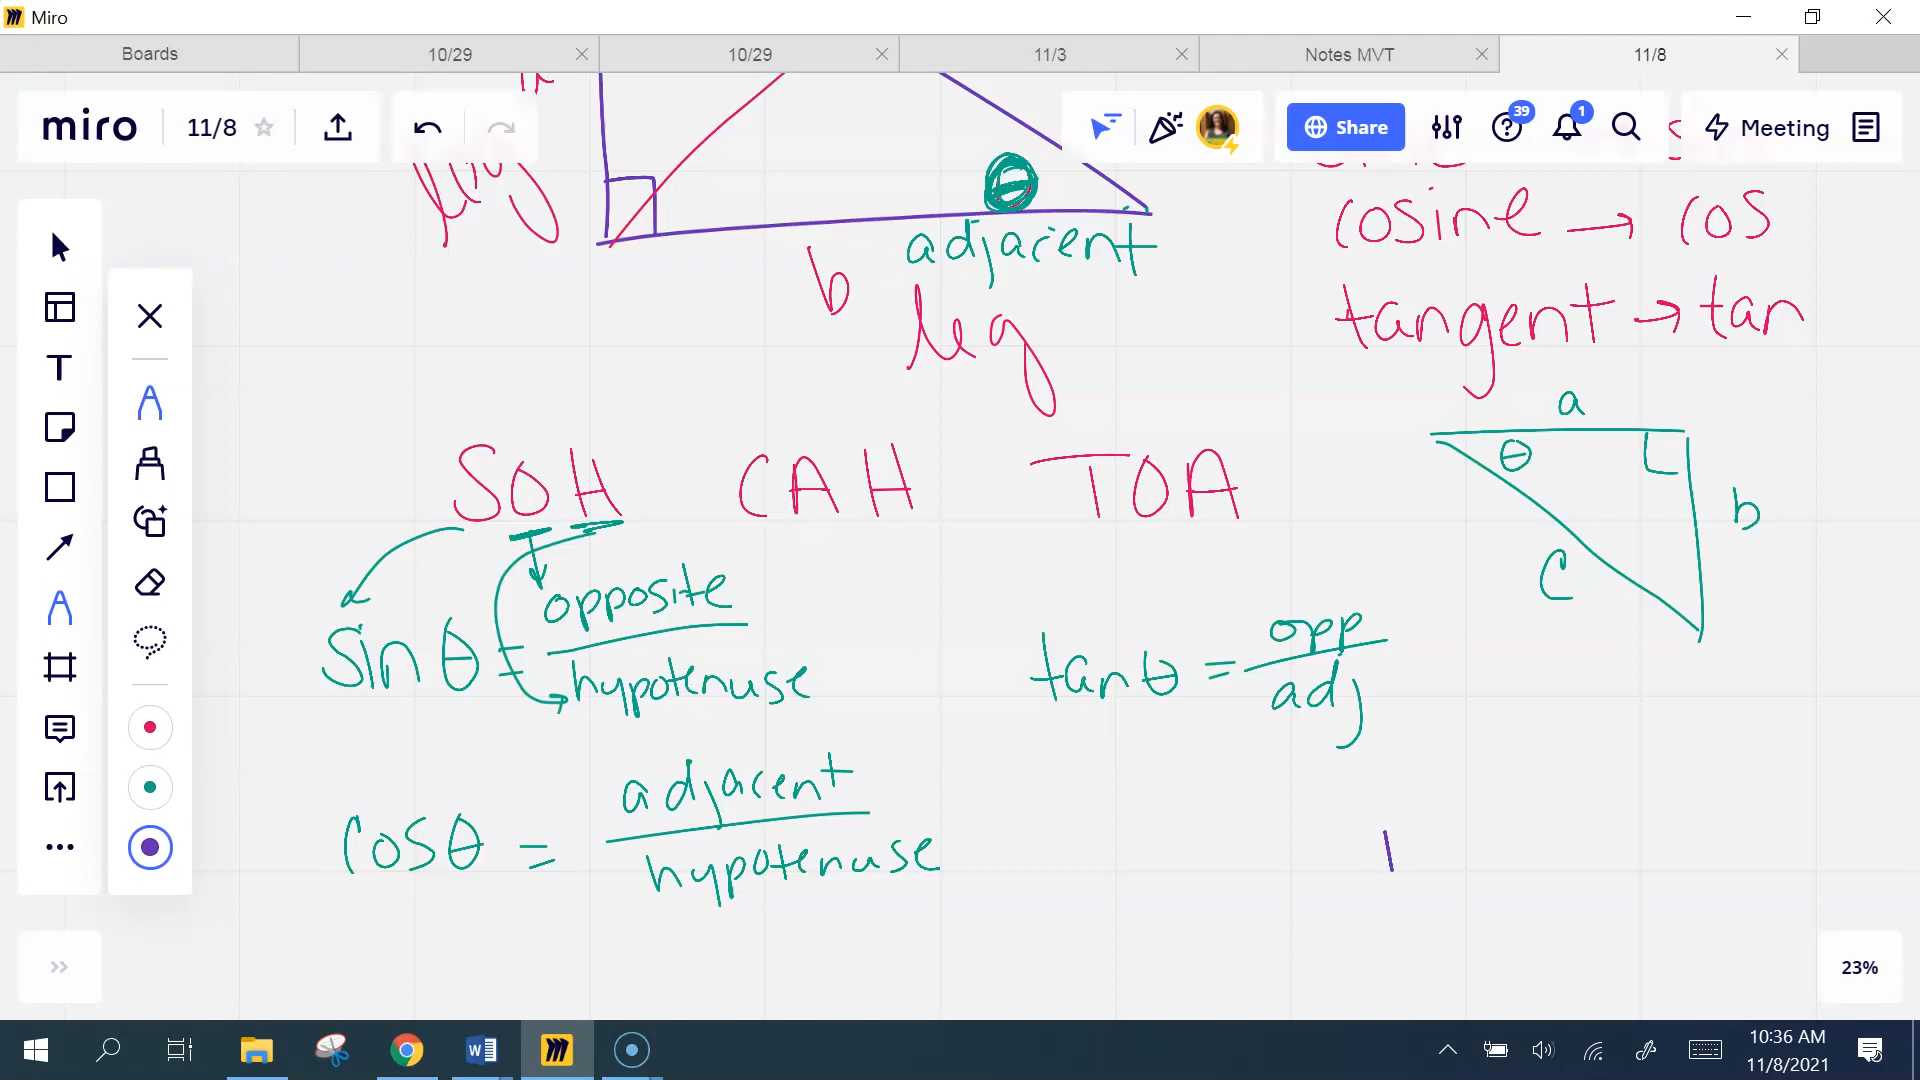 Miro
Boards
10/29
10/29
11/3
Notes MVT
11/8
miro
11/8
Share
39
1
Meeting
cosine → cos
adjacent
b
leg
tangent → tan
SOH CAH TOA
a
θ
b
c
sin θ = opposite / hypotenuse
tan θ = opp / adj
cos θ = adjacent / hypotenuse
23%
10:36 AM
11/8/2021